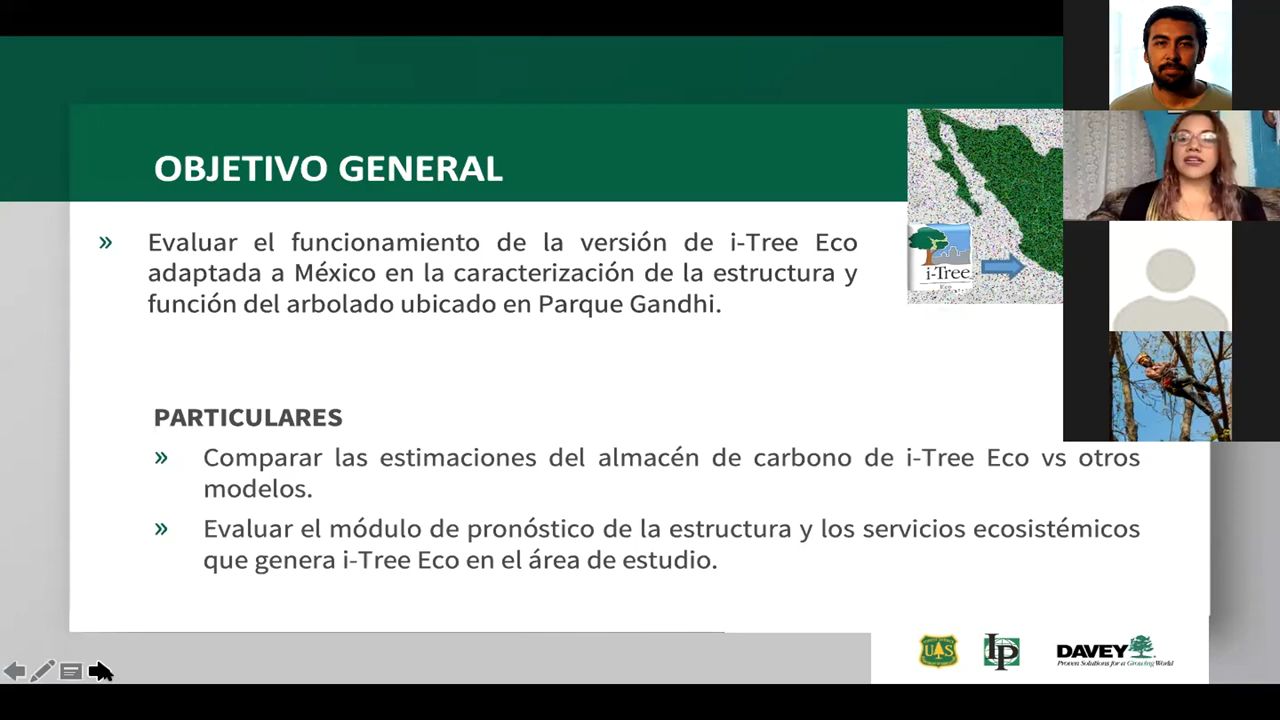 OBJETIVO GENERAL
» Evaluar el funcionamiento de la versión de i-Tree Eco
adaptada a México en la caracterización de la estructura y
función del arbolado ubicado en Parque Gandhi.
i-Tree
Eco
PARTICULARES
» Comparar las estimaciones del almacén de carbono de i-Tree Eco vs otros
modelos.
» Evaluar el módulo de pronóstico de la estructura y los servicios ecosistémicos
que genera i-Tree Eco en el área de estudio.
UAS
IP
DAVEY
Proven Solutions for a Growing World